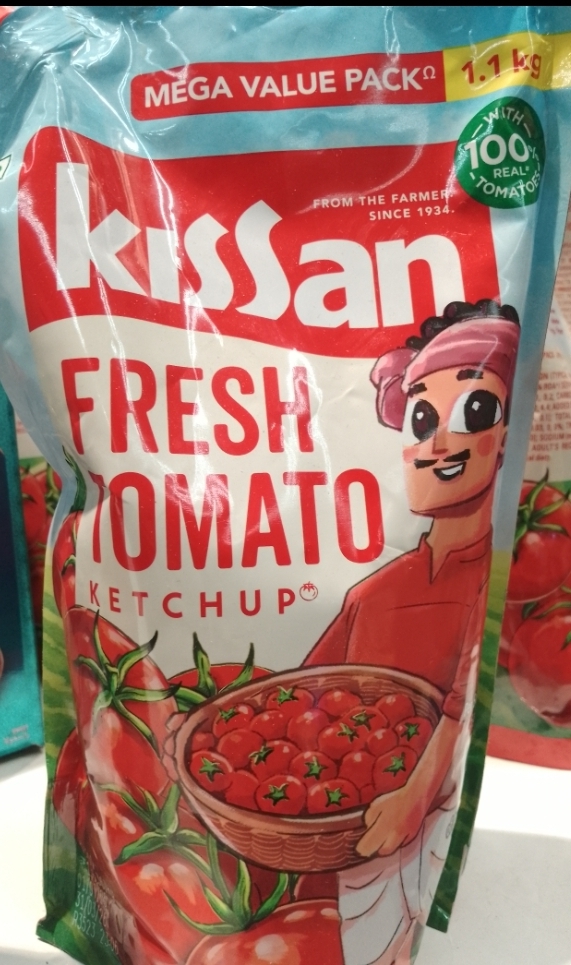 MEGA VALUE PACKΩ 1.1 kg
WITH
100%
REAL*
TOMATOES
FROM THE FARMER.
SINCE 1934.
kissan
FRESH
TOMATO
KETCHUP